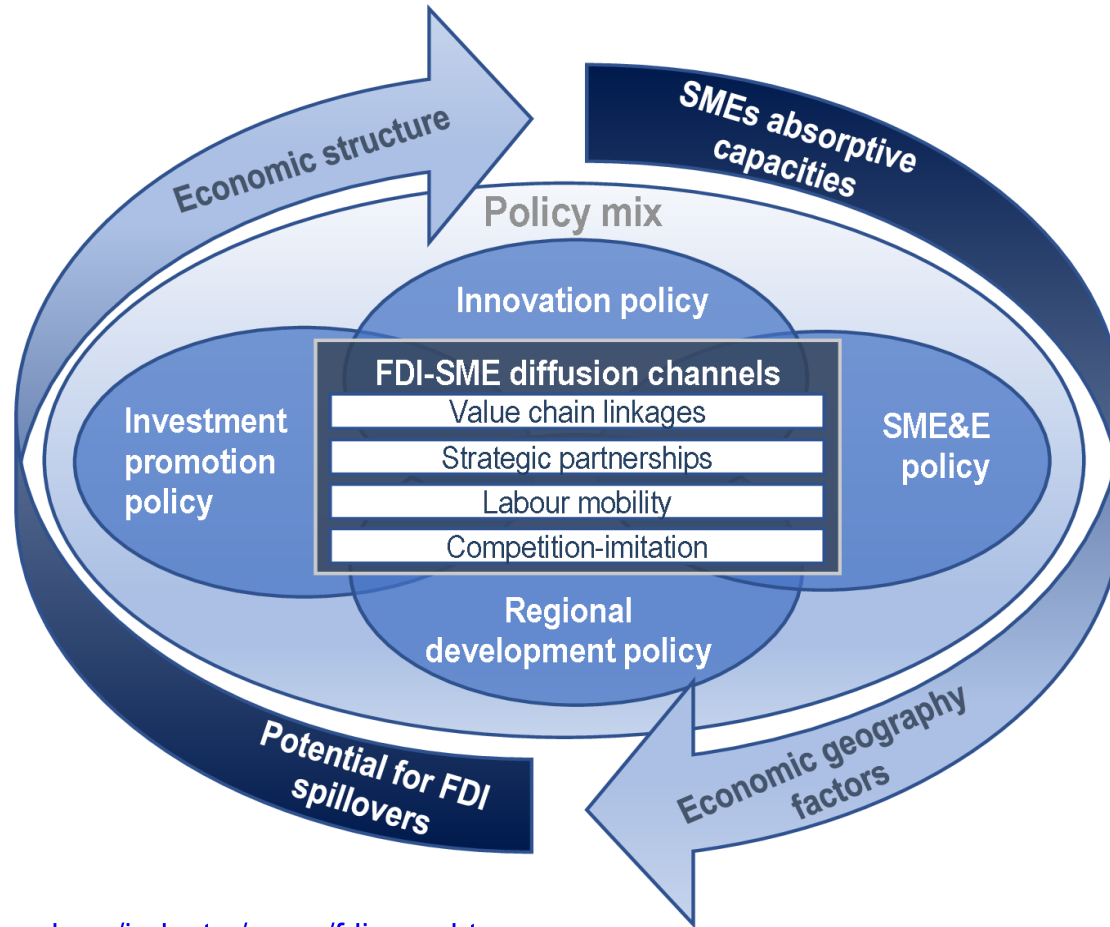 Economic structure
SMEs absorptive
capacities
Policy mix
Innovation policy
FDI-SME diffusion channels
Value chain linkages
Strategic partnerships
Labour mobility
Competition-imitation
Investment
promotion
policy
SME&E
policy
Regional
development policy
Potential for FDI
spillovers
Economic geography
factors